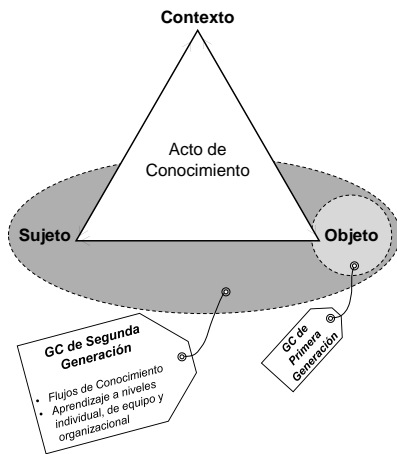 Contexto
Acto de
Conocimiento
Sujeto
Objeto
GC de Segunda
Generación
• Flujos de Conocimiento
• Aprendizaje a niveles
individual, de equipo y
organizacional
GC de
Primera
Generación